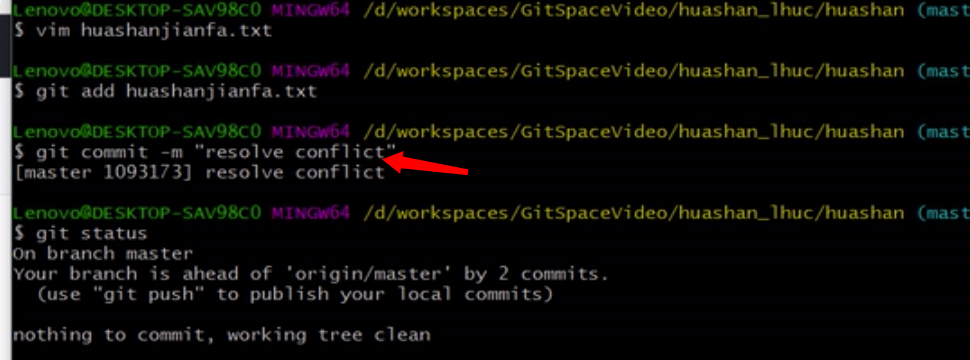 Lenovo@DESKTOP-SAV98C0 MINGW64 /d/workspaces/GitSpaceVideo/huashan_lhuc/huashan (mast
$ vim huashanjianfa.txt
Lenovo@DESKTOP-SAV98C0 MINGW64 /d/workspaces/GitSpaceVideo/huashan_lhuc/huashan (mast
$ git add huashanjianfa.txt
Lenovo@DESKTOP-SAV98C0 MINGW64 /d/workspaces/GitSpaceVideo/huashan_lhuc/huashan (mast
$ git commit -m "resolve conflict"
[master 1093173] resolve conflict
Lenovo@DESKTOP-SAV98C0 MINGW64 /d/workspaces/GitSpaceVideo/huashan_lhuc/huashan (mast
$ git status
On branch master
Your branch is ahead of 'origin/master' by 2 commits.
(use "git push" to publish your local commits)
nothing to commit, working tree clean